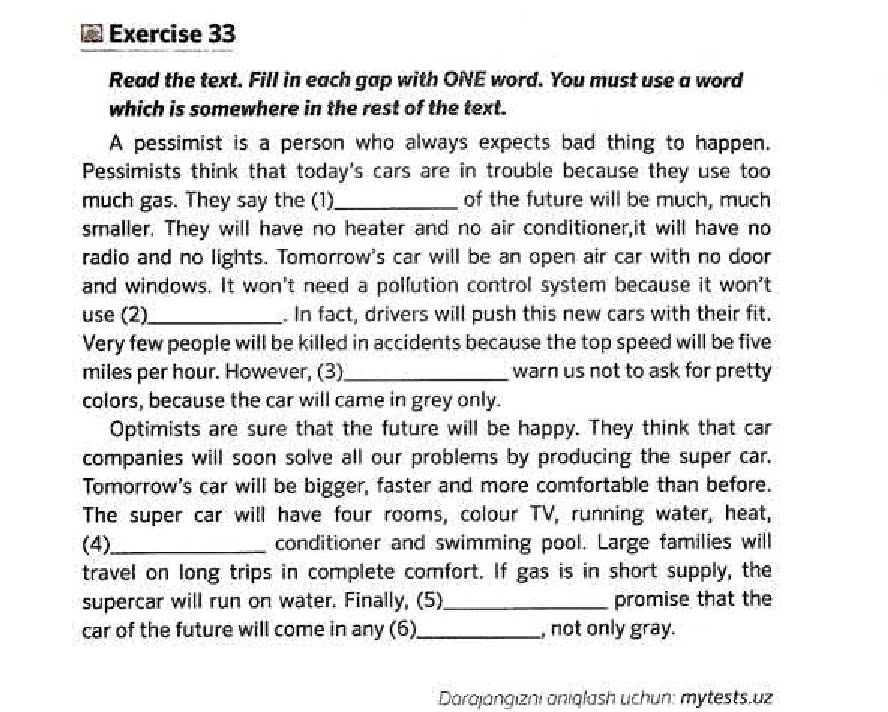 Exercise 33
Read the text. Fill in each gap with ONE word. You must use a word
which is somewhere in the rest of the text.
A pessimist is a person who always expects bad thing to happen.
Pessimists think that today's cars are in trouble because they use too
much gas. They say the (1)____________ of the future will be much, much
smaller. They will have no heater and no air conditioner,it will have no
radio and no lights. Tomorrow's car will be an open air car with no door
and windows. It won't need a pollution control system because it won't
use (2)_____________. In fact, drivers will push this new cars with their fit.
Very few people will be killed in accidents because the top speed will be five
miles per hour. However, (3)________________ warn us not to ask for pretty
colors, because the car will came in grey only.
Optimists are sure that the future will be happy. They think that car
companies will soon solve all our problems by producing the super car.
Tomorrow's car will be bigger, faster and more comfortable than before.
The super car will have four rooms, colour TV, running water, heat,
(4)_______________ conditioner and swimming pool. Large families will
travel on long trips in complete comfort. If gas is in short supply, the
supercar will run on water. Finally, (5)________________ promise that the
car of the future will come in any (6)____________, not only gray.
Darajangizni aniqlash uchun: mytests.uz